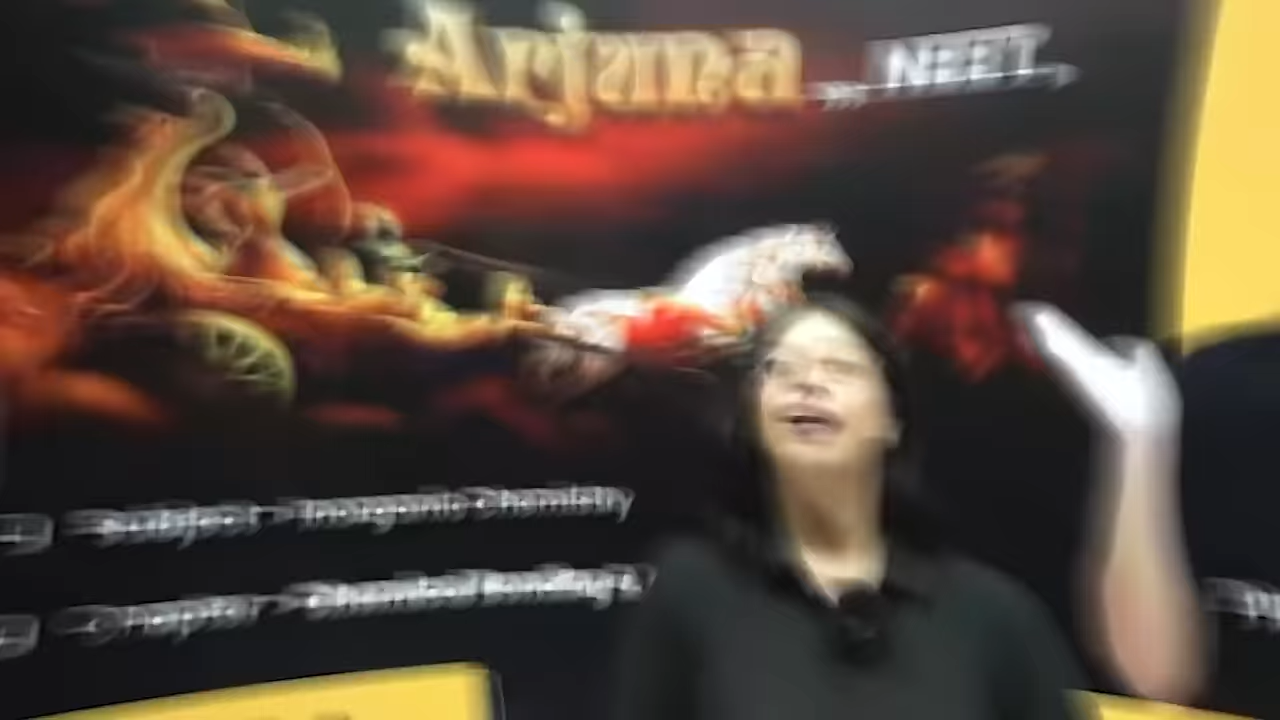 Arjuna NEET
Subject - Inorganic Chemistry
Chapter - Chemical Bonding